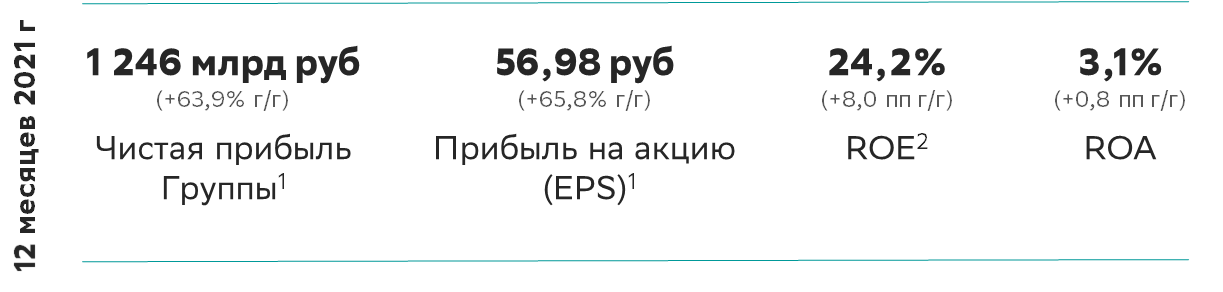 12 месяцев 2021 г
1 246 млрд руб
(+63,9% г/г)
Чистая прибыль
Группы¹
56,98 руб
(+65,8% г/г)
Прибыль на акцию
(EPS)¹
24,2%
(+8,0 пп г/г)
ROE²
3,1%
(+0,8 пп г/г)
ROA